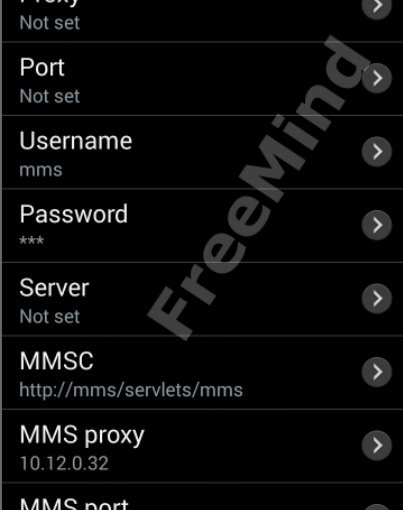 Proxy
Not set
Port
Not set
Username
mms
Password
***
Server
Not set
MMSC
http://mms/servlets/mms
MMS proxy
10.12.0.32
MMS port
FreeMind